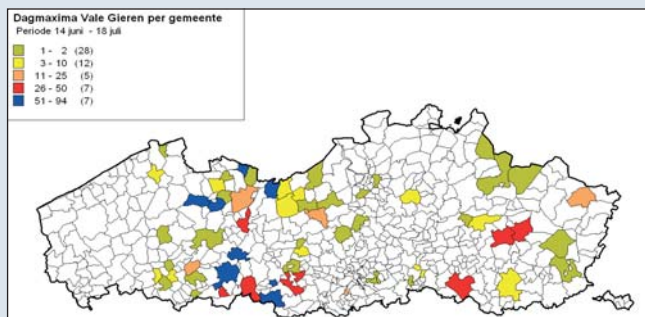 Dagmaxima Vale Gieren per gemeente
Periode 14 juni - 18 juli
1 - 2 (28)
3 - 10 (12)
11 - 25 (5)
26 - 50 (7)
51 - 94 (7)